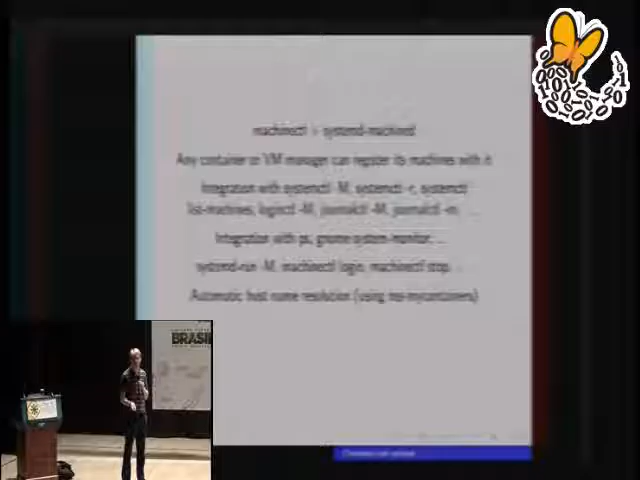 machinectl + systemd-machined
Any container or VM manager can register its machines with it
Integration with systemctl -M, systemctl -r, systemctl
list-machines, loginctl -M, journalctl -M, journalctl -m ...
Integration with ps, gnome-system-monitor...
systemd-run -M, machinectl login, machinectl stop...
Automatic host name resolution (using nss-mycontainers)
BRASIL